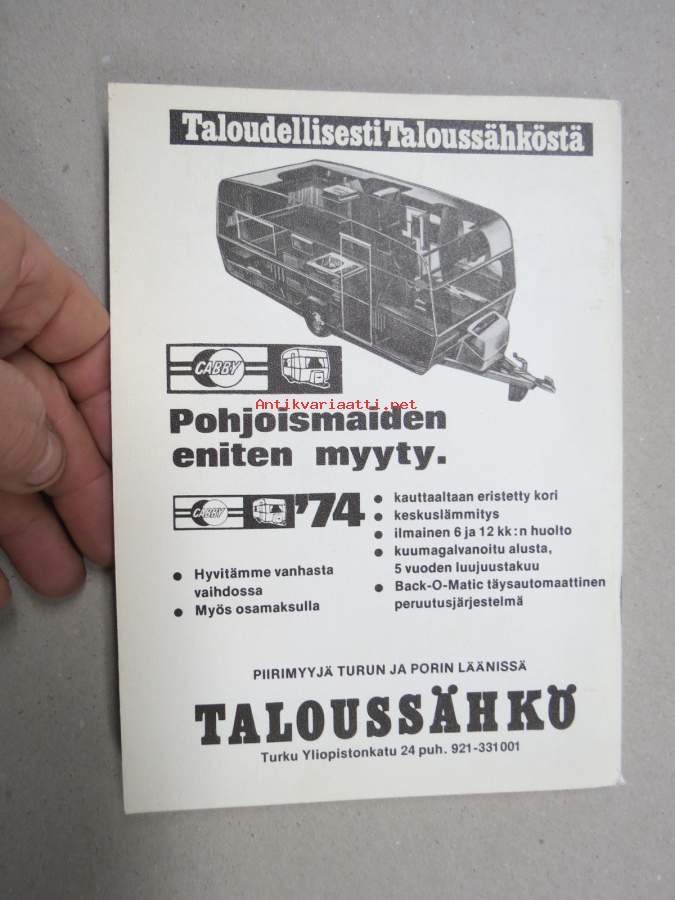 Taloudellisesti Taloussähköstä
CABBY
Antikvariaatti.net
Pohjoismaiden
eniten myyty.
CABBY '74
• kauttaaltaan eristetty kori
• keskuslämmitys
• ilmainen 6 ja 12 kk:n huolto
• kuumagalvanoitu alusta,
5 vuoden luujuustakuu
• Back-O-Matic täysautomaattinen
peruutusjärjestelmä
• Hyvitämme vanhasta
vaihdossa
• Myös osamaksulla
PIIRIMYYJÄ TURUN JA PORIN LÄÄNISSÄ
TALOUSSÄHKÖ
Turku Yliopistonkatu 24 puh. 921-331001